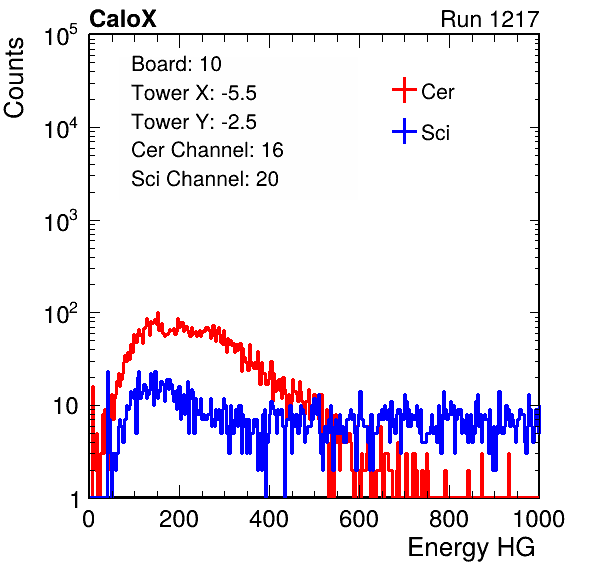 CaloX Run 1217
Counts
10^5
10^4
10^3
10^2
10
1
Board: 10
Tower X: -5.5
Tower Y: -2.5
Cer Channel: 16
Sci Channel: 20
Cer
Sci
0 200 400 600 800 1000
Energy HG